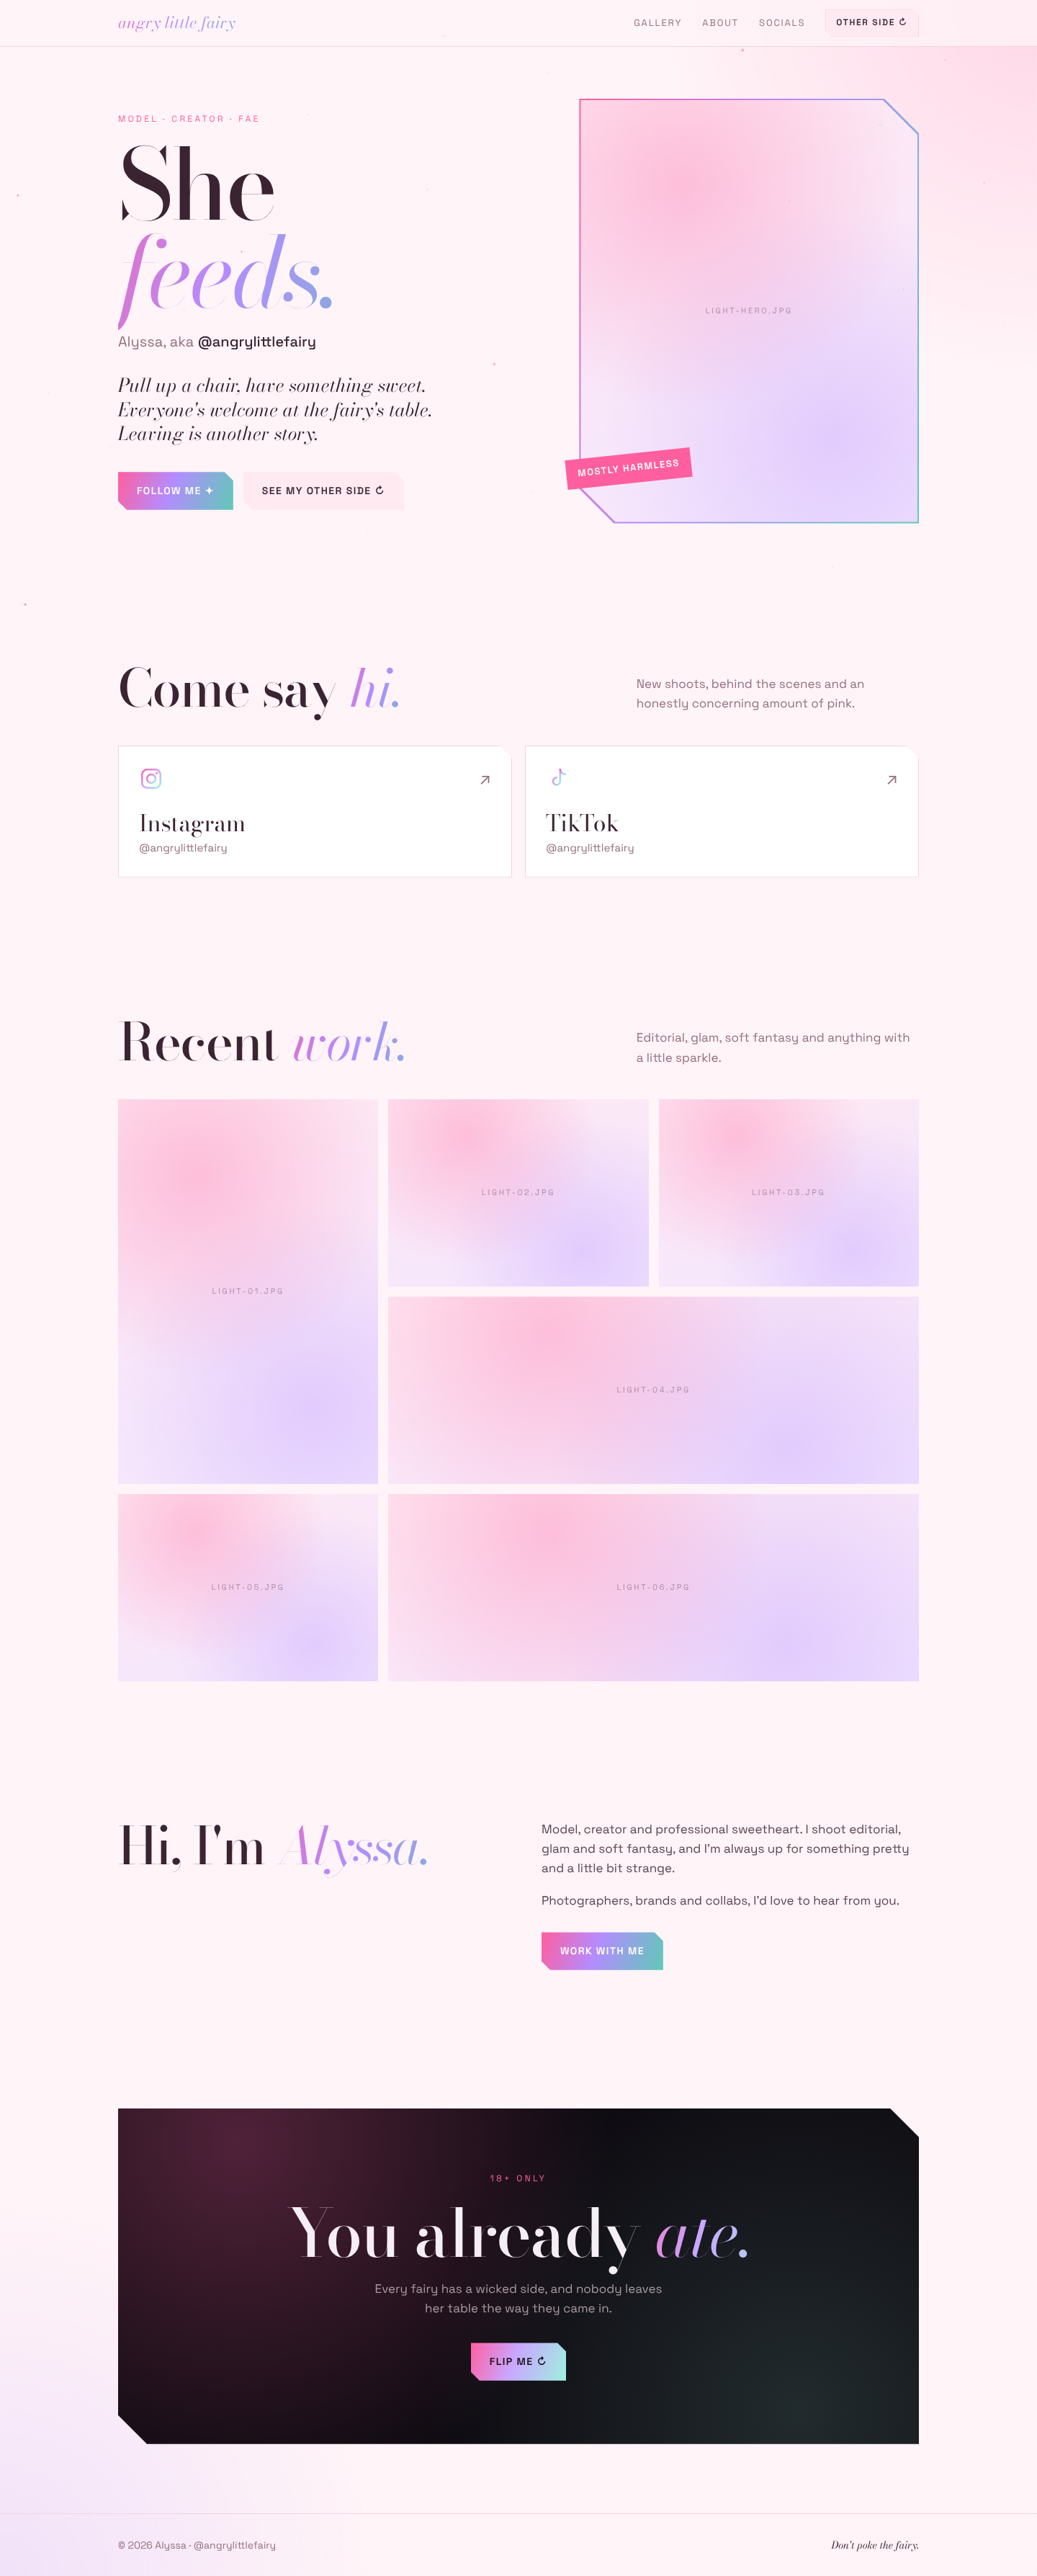 angry little fairy
GALLERY
ABOUT
SOCIALS
OTHER SIDE ↻
MODEL · CREATOR · FAE
She
feeds.
Alyssa, aka @angrylittlefairy
Pull up a chair, have something sweet.
Everyone's welcome at the fairy's table.
Leaving is another story.
FOLLOW ME ✦
SEE MY OTHER SIDE ↻
LIGHT-HERO.JPG
MOSTLY HARMLESS
Come say hi.
New shoots, behind the scenes and an
honestly concerning amount of pink.
Instagram
@angrylittlefairy
TikTok
@angrylittlefairy
Recent work.
Editorial, glam, soft fantasy and anything with
a little sparkle.
LIGHT-01.JPG
LIGHT-02.JPG
LIGHT-03.JPG
LIGHT-04.JPG
LIGHT-05.JPG
LIGHT-06.JPG
Hi, I'm Alyssa.
Model, creator and professional sweetheart. I shoot editorial,
glam and soft fantasy, and I'm always up for something pretty
and a little bit strange.
Photographers, brands and collabs, I'd love to hear from you.
WORK WITH ME
18+ ONLY
You already ate.
Every fairy has a wicked side, and nobody leaves
her table the way they came in.
FLIP ME ↻
© 2026 Alyssa · @angrylittlefairy
Don't poke the fairy.